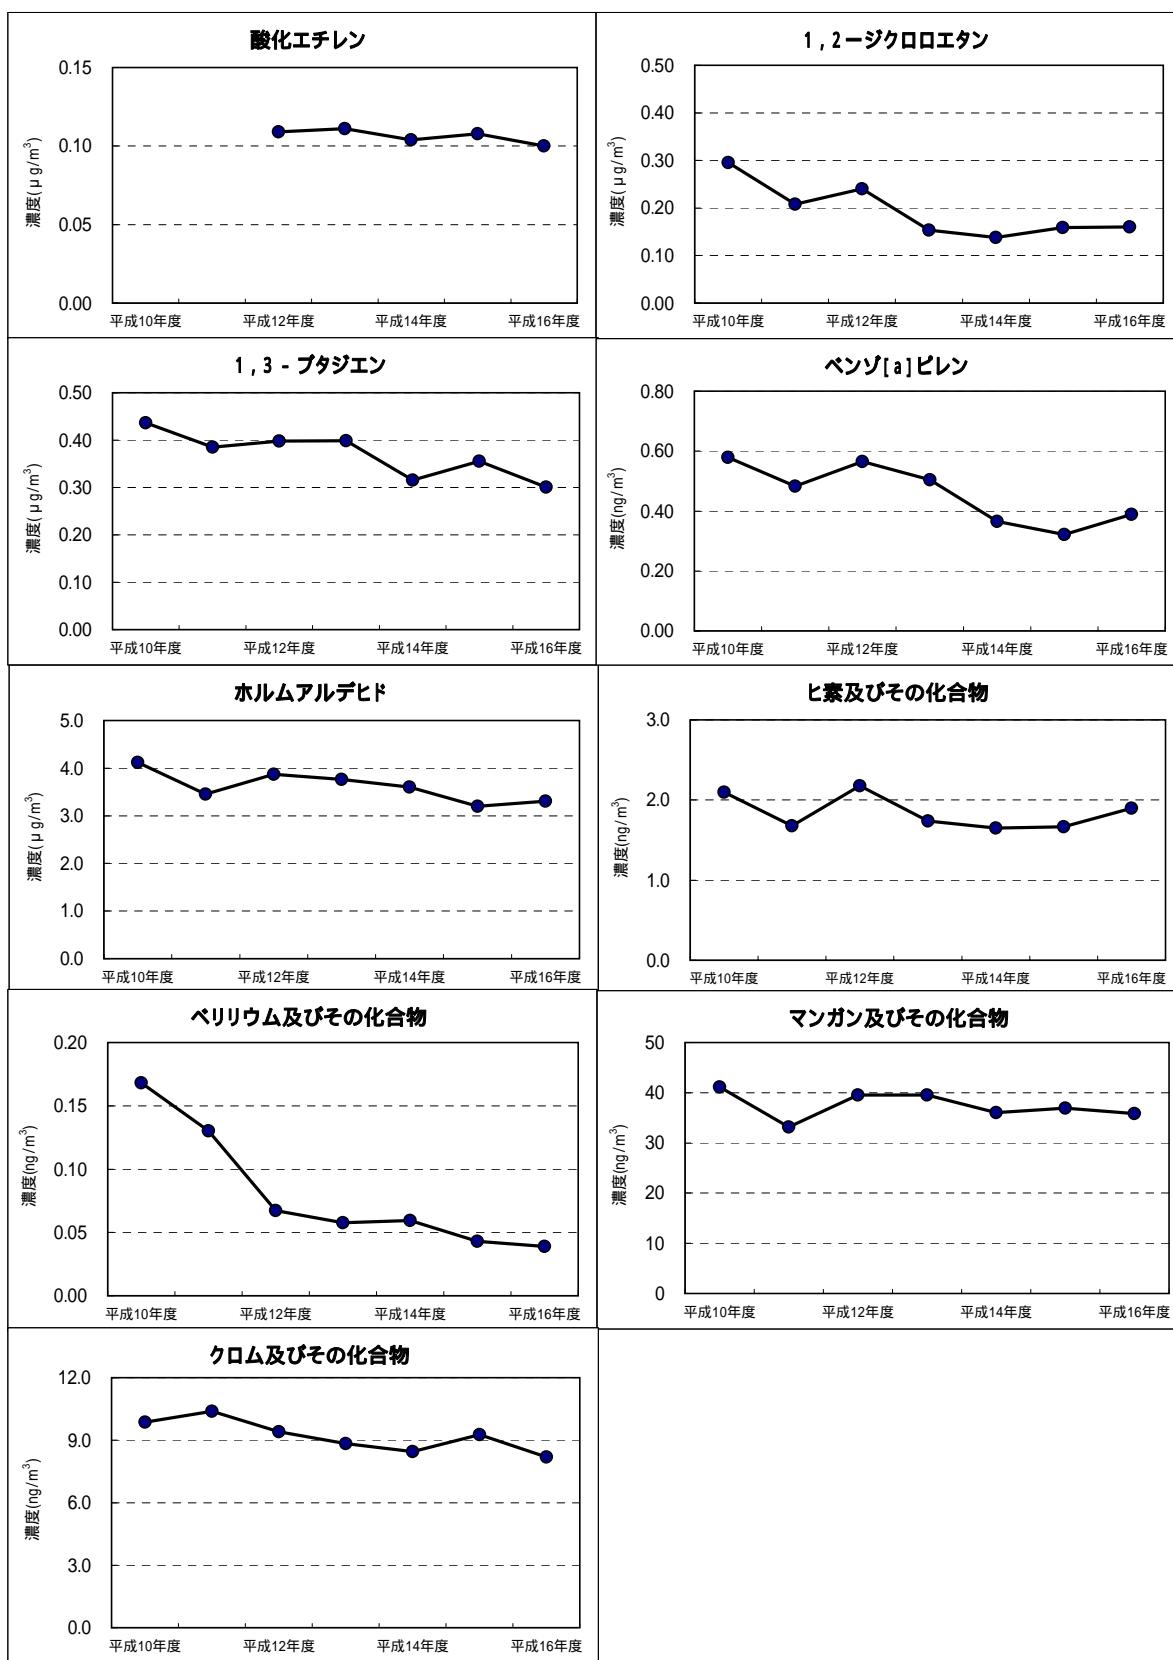 酸化エチレン
0.15
0.10
0.05
0.00
濃度(μg/m³)
平成10年度 平成12年度 平成14年度 平成16年度
1,2ージクロロエタン
0.50
0.40
0.30
0.20
0.10
0.00
濃度(μg/m³)
平成10年度 平成12年度 平成14年度 平成16年度
1,3-ブタジエン
0.50
0.40
0.30
0.20
0.10
0.00
濃度(μg/m³)
平成10年度 平成12年度 平成14年度 平成16年度
ベンゾ[a]ピレン
0.80
0.60
0.40
0.20
0.00
濃度(ng/m³)
平成10年度 平成12年度 平成14年度 平成16年度
ホルムアルデヒド
5.0
4.0
3.0
2.0
1.0
0.0
濃度(μg/m³)
平成10年度 平成12年度 平成14年度 平成16年度
ヒ素及びその化合物
3.0
2.0
1.0
0.0
濃度(ng/m³)
平成10年度 平成12年度 平成14年度 平成16年度
ベリリウム及びその化合物
0.20
0.15
0.10
0.05
0.00
濃度(ng/m³)
平成10年度 平成12年度 平成14年度 平成16年度
マンガン及びその化合物
50
40
30
20
10
0
濃度(ng/m³)
平成10年度 平成12年度 平成14年度 平成16年度
クロム及びその化合物
12.0
9.0
6.0
3.0
0.0
濃度(ng/m³)
平成10年度 平成12年度 平成14年度 平成16年度